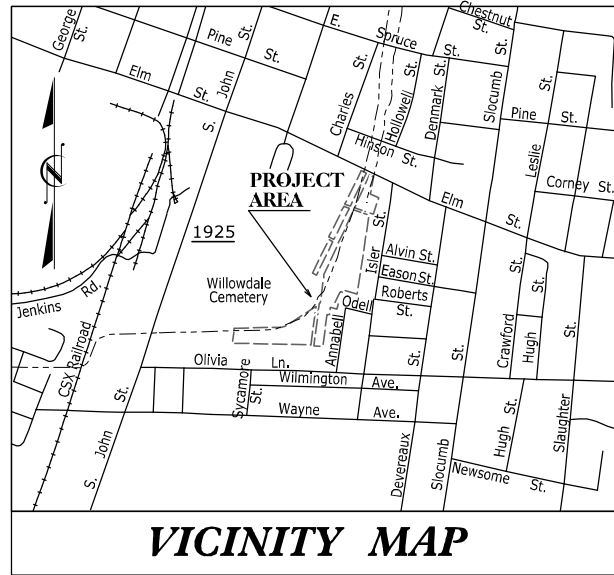 George
St.
Pine
St.
Elm
St.
S. John
E.
Spruce
St.
Chestnut
St.
Charles
St.
Hollowell
St.
Denmark
St.
Slocumb
St.
Pine
St.
Leslie
St.
Corney St.
Hinson
St.
Elm
St.
PROJECT
AREA
1925
Willowdale
Cemetery
Isler
St.
Alvin St.
Eason St.
Roberts
St.
Odell
Annabell
Jenkins
Rd.
CSX Railroad
Olivia
Ln.
Wilmington
Ave.
Wayne
Ave.
Sycamore
St.
S. John St.
St.
St.
Crawford
St.
Hugh
St.
Devereaux
Slocumb
Hugh
St.
Slaughter
St.
Newsome
St.
VICINITY MAP